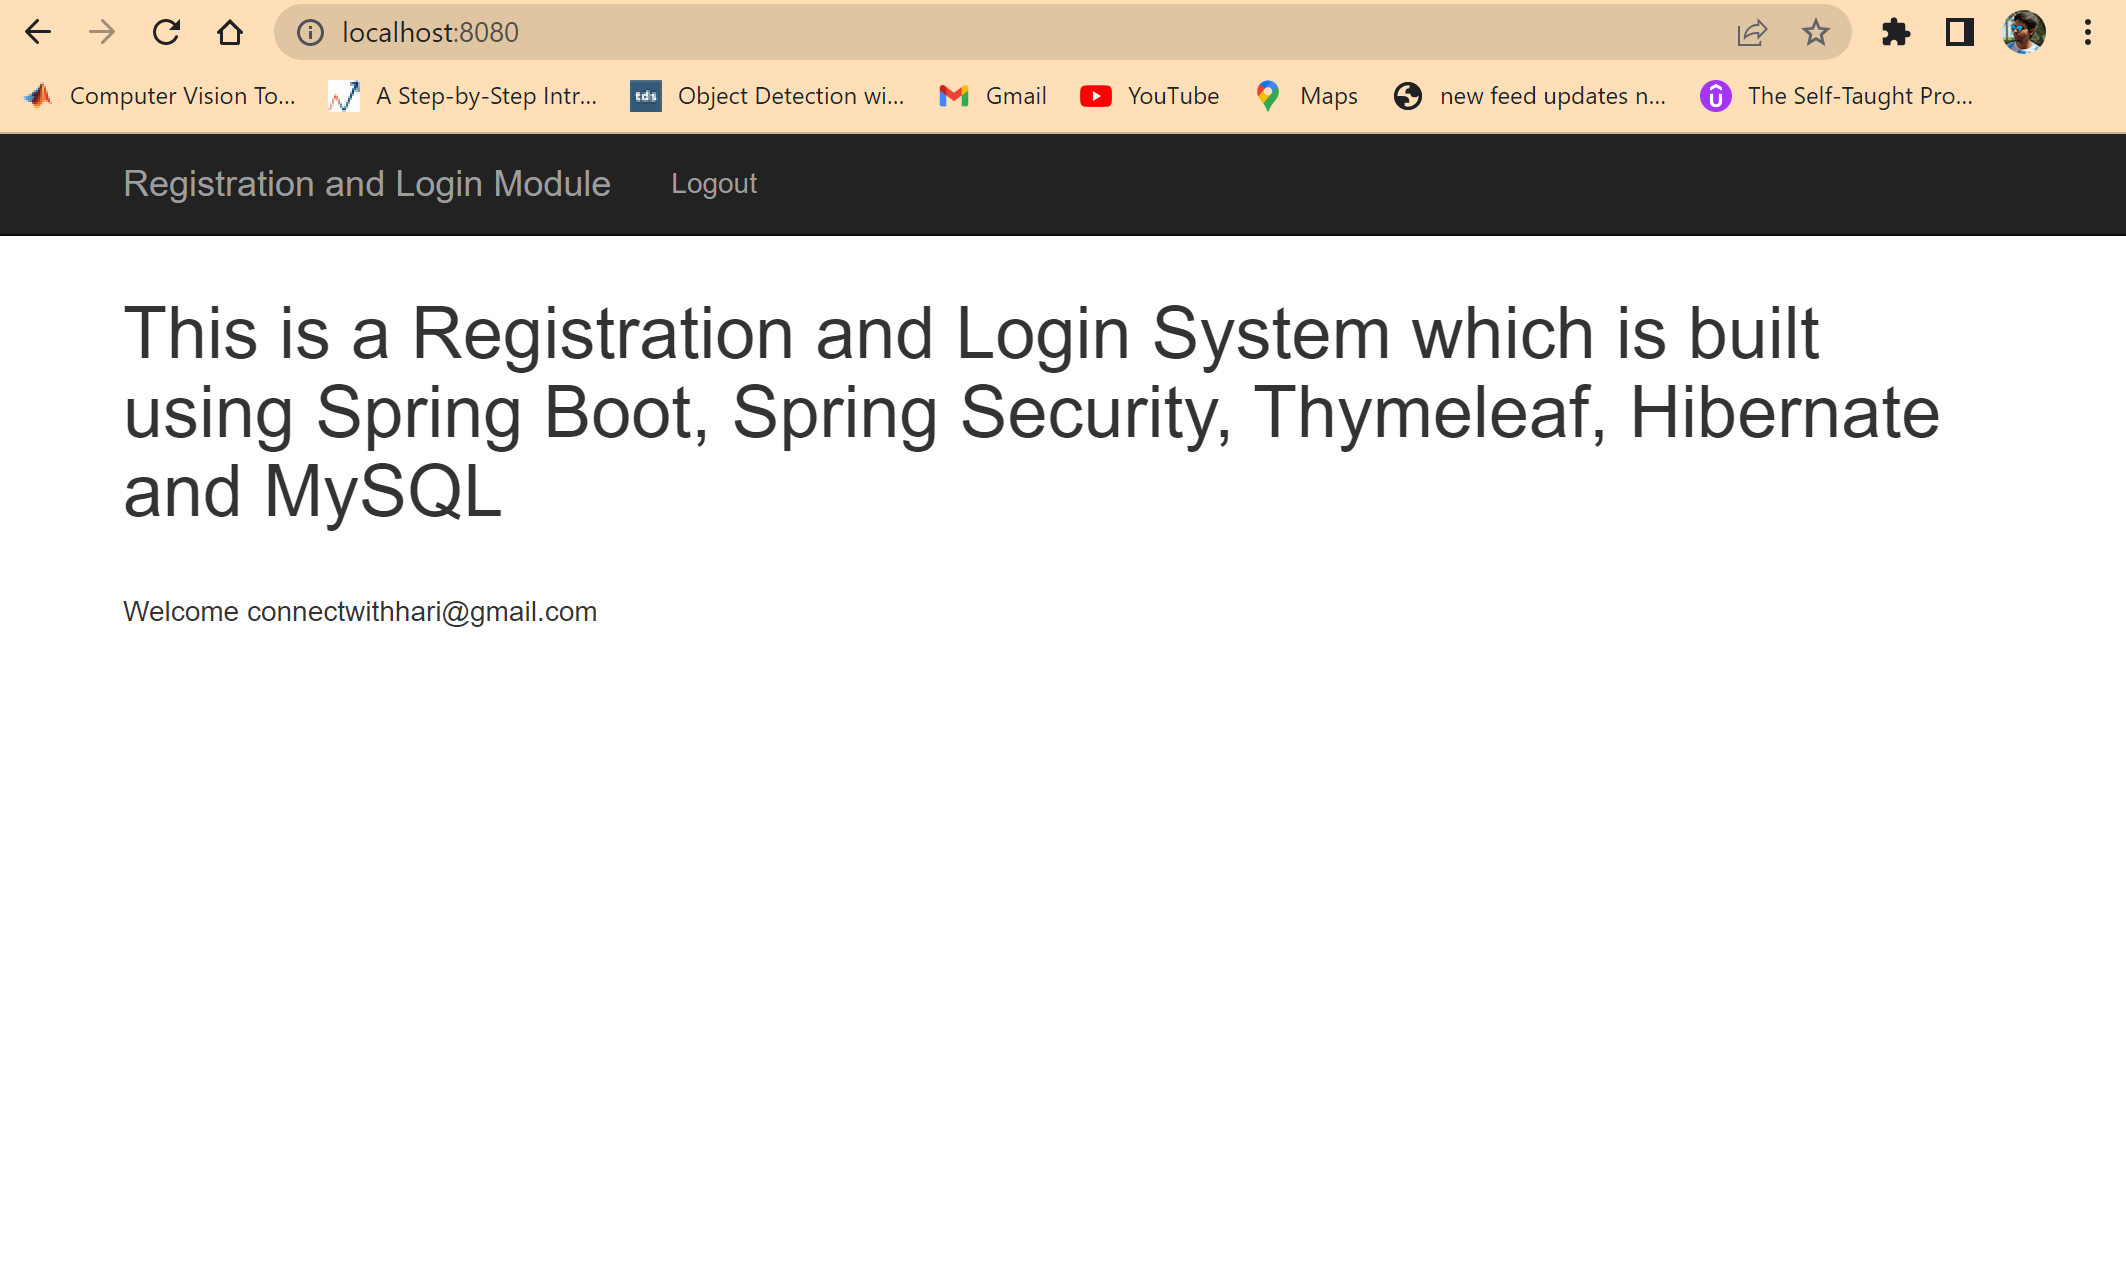 localhost:8080
Computer Vision To...
A Step-by-Step Intr...
tds
Object Detection wi...
Gmail
YouTube
Maps
new feed updates n...
The Self-Taught Pro...
Registration and Login Module
Logout
This is a Registration and Login System which is built
using Spring Boot, Spring Security, Thymeleaf, Hibernate
and MySQL
Welcome connectwithhari@gmail.com